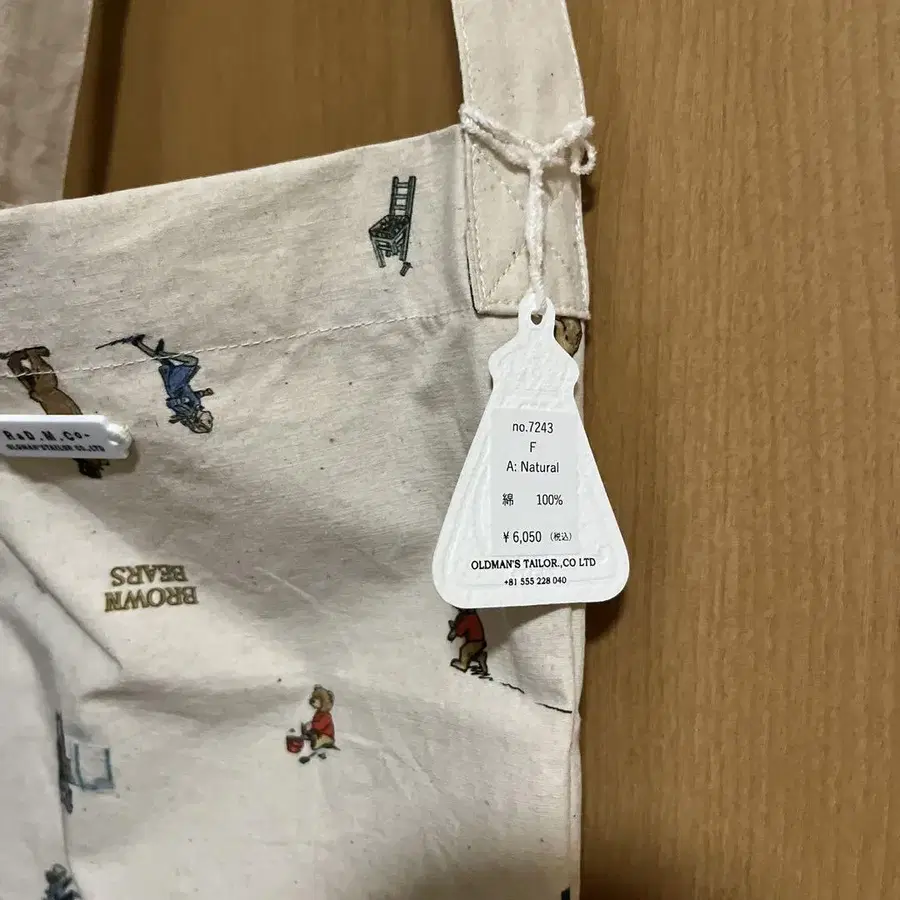 R&D.M.Co-
OLDMAN'S TAILOR CO.,LTD
BROWN
BEARS
no.7243
F
A: Natural
綿 100%
¥ 6,050 (税込)
OLDMAN'S TAILOR.,CO LTD
+81 555 228 040